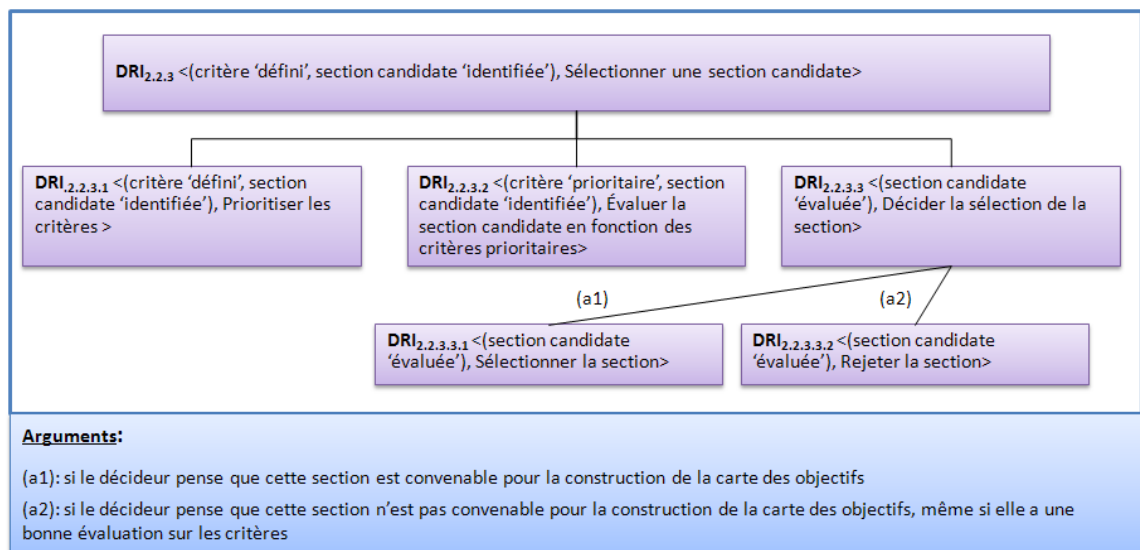 DRI2.2.3 <(critère ‘défini’, section candidate ‘identifiée’), Sélectionner une section candidate>
DRI.2.2.3.1 <(critère ‘défini’, section
candidate ‘identifiée’), Prioritiser les
critères >
DRI2.2.3.2 <(critère ‘prioritaire’, section
candidate ‘identifiée’), Évaluer la
section candidate en fonction des
critères prioritaires>
DRI2.2.3.3 <(section candidate
‘évaluée’), Décider la sélection de la
section>
(a1)
(a2)
DRI2.2.3.3.1 <(section candidate
‘évaluée’), Sélectionner la section>
DRI2.2.3.3.2 <(section candidate
‘évaluée’), Rejeter la section>
Arguments:
(a1): si le décideur pense que cette section est convenable pour la construction de la carte des objectifs
(a2): si le décideur pense que cette section n’est pas convenable pour la construction de la carte des objectifs, même si elle a une
bonne évaluation sur les critères